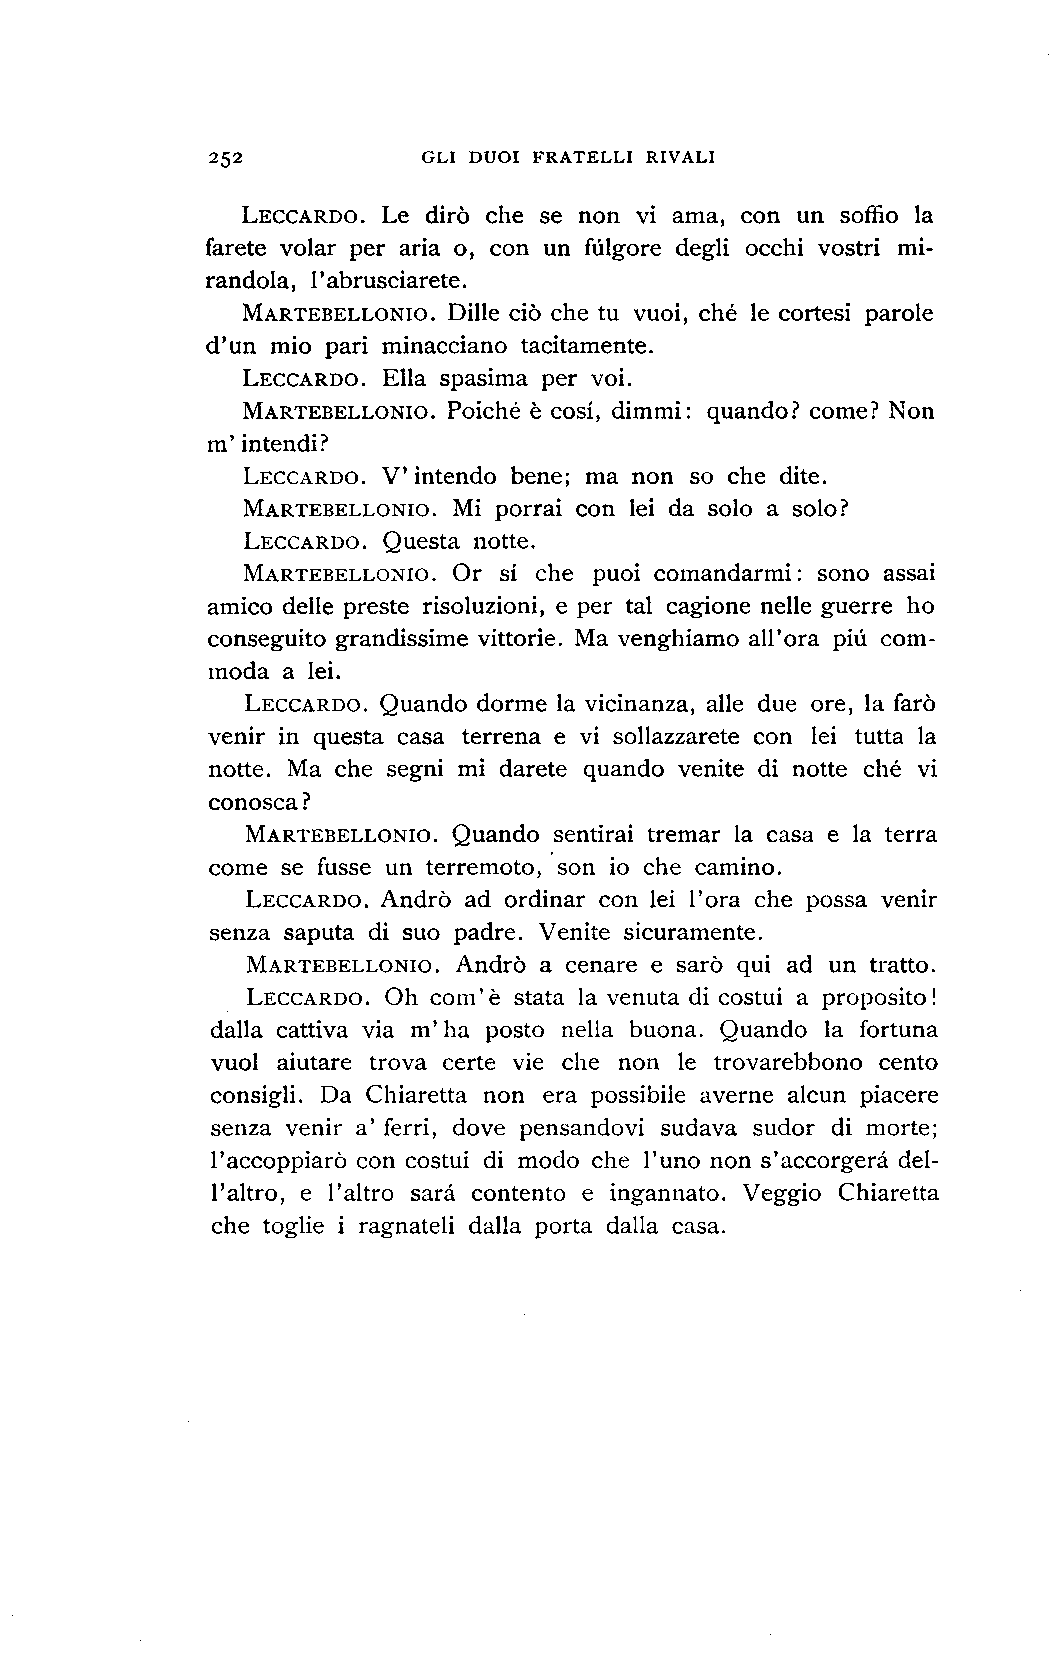 252 GLI DUOI FRATELLI RIVALI
LECCARDO. Le dirò che se non vi ama, con un soffio la
farete volar per aria o, con un fúlgore degli occhi vostri mi-
randola, l'abrusciarete.
MARTEBELLONIO. Dille ciò che tu vuoi, ché le cortesi parole
d'un mio pari minacciano tacitamente.
LECCARDO. Ella spasima per voi.
MARTEBELLONIO. Poiché è cosí, dimmi: quando? come? Non
m' intendi?
LECCARDO. V' intendo bene; ma non so che dite.
MARTEBELLONIO. Mi porrai con lei da solo a solo?
LECCARDO. Questa notte.
MARTEBELLONIO. Or sí che puoi comandarmi: sono assai
amico delle preste risoluzioni, e per tal cagione nelle guerre ho
conseguito grandissime vittorie. Ma venghiamo all'ora piú com-
moda a lei.
LECCARDO. Quando dorme la vicinanza, alle due ore, la farò
venir in questa casa terrena e vi sollazzarete con lei tutta la
notte. Ma che segni mi darete quando venite di notte ché vi
conosca?
MARTEBELLONIO. Quando sentirai tremar la casa e la terra
come se fusse un terremoto, son io che camino.
LECCARDO. Andrò ad ordinar con lei l'ora che possa venir
senza saputa di suo padre. Venite sicuramente.
MARTEBELLONIO. Andrò a cenare e sarò qui ad un tratto.
LECCARDO. Oh com'è stata la venuta di costui a proposito!
dalla cattiva via m' ha posto nella buona. Quando la fortuna
vuol aiutare trova certe vie che non le trovarebbono cento
consigli. Da Chiaretta non era possibile averne alcun piacere
senza venir a' ferri, dove pensandovi sudava sudor di morte;
l'accoppiarò con costui di modo che l'uno non s'accorgerá del-
l'altro, e l'altro sará contento e ingannato. Veggio Chiaretta
che toglie i ragnateli dalla porta dalla casa.